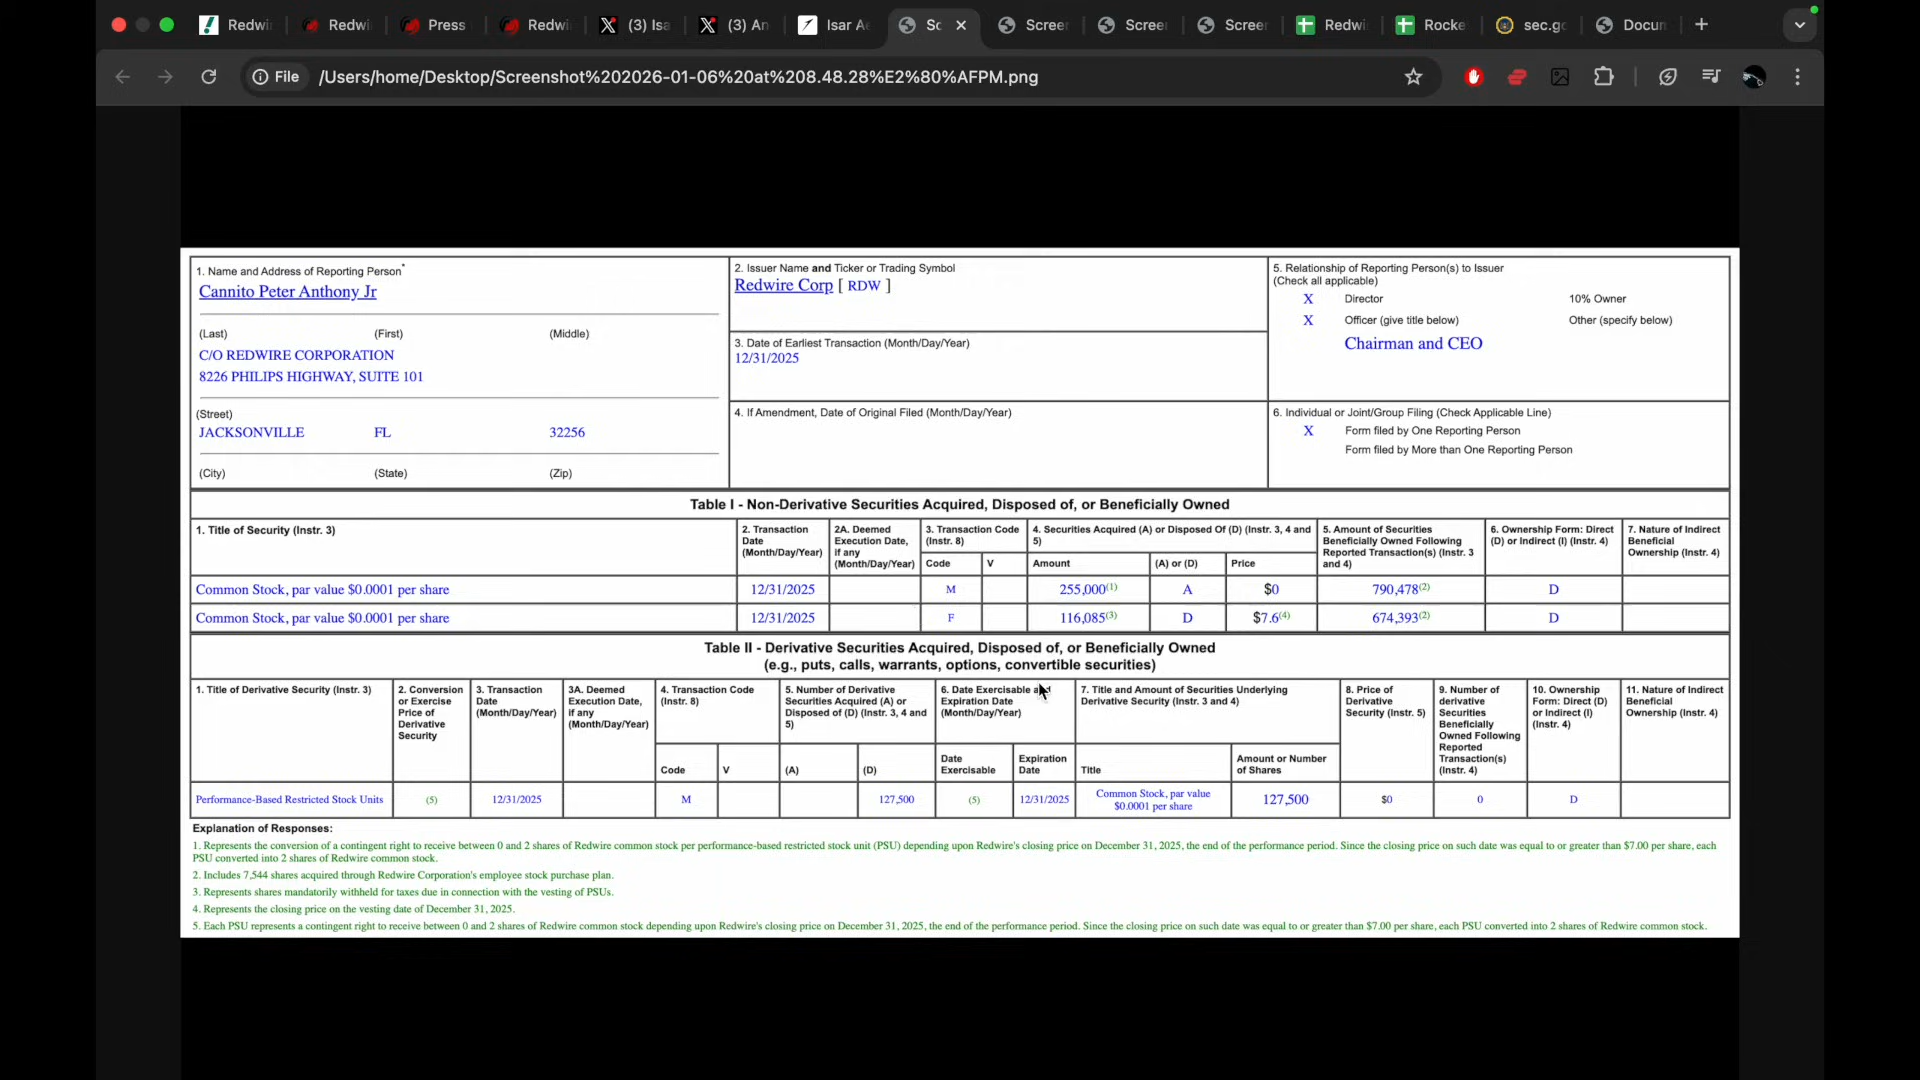 Redwi
Redwi
Press
Redwi
(3) Isa
(3) An
Isar Ae
Sc
Screen
Screen
Screen
Redwi
Rocke
sec.go
Docum
File
/Users/home/Desktop/Screenshot%202026-01-06%20at%208.48.28%E2%80%AFPM.png
1. Name and Address of Reporting Person*
Cannito Peter Anthony Jr
(Last) (First) (Middle)
C/O REDWIRE CORPORATION
8226 PHILIPS HIGHWAY, SUITE 101
(Street)
JACKSONVILLE FL 32256
(City) (State) (Zip)
2. Issuer Name and Ticker or Trading Symbol
Redwire Corp [ RDW ]
3. Date of Earliest Transaction (Month/Day/Year)
12/31/2025
4. If Amendment, Date of Original Filed (Month/Day/Year)
5. Relationship of Reporting Person(s) to Issuer
(Check all applicable)
X Director 10% Owner
X Officer (give title below) Other (specify below)
Chairman and CEO
6. Individual or Joint/Group Filing (Check Applicable Line)
X Form filed by One Reporting Person
Form filed by More than One Reporting Person
Table I - Non-Derivative Securities Acquired, Disposed of, or Beneficially Owned
1. Title of Security (Instr. 3)
2. Transaction
Date
(Month/Day/Year)
2A. Deemed
Execution Date,
if any
(Month/Day/Year)
3. Transaction Code
(Instr. 8)
4. Securities Acquired (A) or Disposed Of (D) (Instr. 3, 4 and
5)
5. Amount of Securities
Beneficially Owned Following
Reported Transaction(s) (Instr. 3
and 4)
6. Ownership Form: Direct
(D) or Indirect (I) (Instr. 4)
7. Nature of Indirect
Beneficial
Ownership (Instr. 4)
Code V Amount (A) or (D) Price
Common Stock, par value $0.0001 per share 12/31/2025 M 255,000(1) A $0 790,478(2) D
Common Stock, par value $0.0001 per share 12/31/2025 F 116,085(3) D $7.6(4) 674,393(2) D
Table II - Derivative Securities Acquired, Disposed of, or Beneficially Owned
(e.g., puts, calls, warrants, options, convertible securities)
1. Title of Derivative Security (Instr. 3)
2. Conversion
or Exercise
Price of
Derivative
Security
3. Transaction
Date
(Month/Day/Year)
3A. Deemed
Execution Date,
if any
(Month/Day/Year)
4. Transaction Code
(Instr. 8)
5. Number of Derivative
Securities Acquired (A) or
Disposed of (D) (Instr. 3, 4 and
5)
6. Date Exercisable
Expiration Date
(Month/Day/Year)
7. Title and Amount of Securities Underlying
Derivative Security (Instr. 3 and 4)
8. Price of
Derivative
Security (Instr. 5)
9. Number of
derivative
Securities
Beneficially
Owned Following
Reported
Transaction(s)
(Instr. 4)
10. Ownership
Form: Direct (D)
or Indirect (I)
(Instr. 4)
11. Nature of Indirect
Beneficial
Ownership (Instr. 4)
Code V (A) (D)
Date
Exercisable
Expiration
Date
Title
Amount or Number
of Shares
Performance-Based Restricted Stock Units (5) 12/31/2025 M 127,500 (5) 12/31/2025
Common Stock, par value
$0.0001 per share
127,500 $0 0 D
Explanation of Responses:
1. Represents the conversion of a contingent right to receive between 0 and 2 shares of Redwire common stock per performance-based restricted stock unit (PSU) depending upon Redwire's closing price on December 31, 2025, the end of the performance period. Since the closing price on such date was equal to or greater than $7.00 per share, each
PSU converted into 2 shares of Redwire common stock.
2. Includes 7,544 shares acquired through Redwire Corporation's employee stock purchase plan.
3. Represents shares mandatorily withheld for taxes due in connection with the vesting of PSUs.
4. Represents the closing price on the vesting date of December 31, 2025.
5. Each PSU represents a contingent right to receive between 0 and 2 shares of Redwire common stock depending upon Redwire's closing price on December 31, 2025, the end of the performance period. Since the closing price on such date was equal to or greater than $7.00 per share, each PSU converted into 2 shares of Redwire common stock.